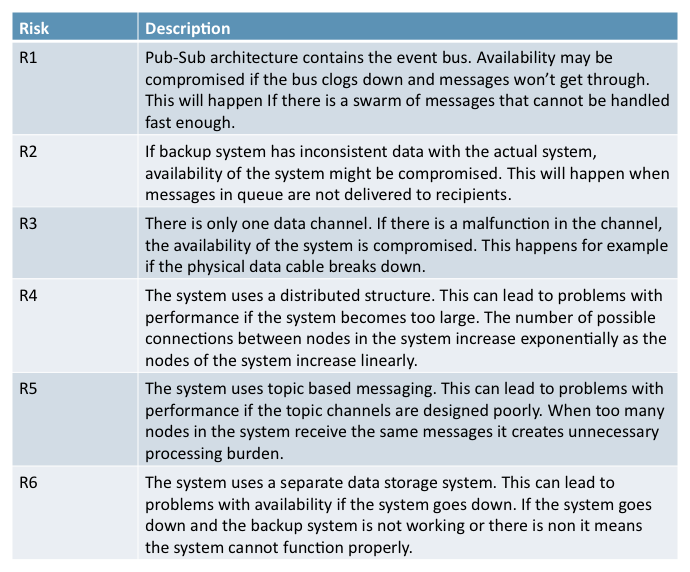 Risk Description
R1 Pub-Sub architecture contains the event bus. Availability may be
compromised if the bus clogs down and messages won’t get through.
This will happen If there is a swarm of messages that cannot be handled
fast enough.
R2 If backup system has inconsistent data with the actual system,
availability of the system might be compromised. This will happen when
messages in queue are not delivered to recipients.
R3 There is only one data channel. If there is a malfunction in the channel,
the availability of the system is compromised. This happens for example
if the physical data cable breaks down.
R4 The system uses a distributed structure. This can lead to problems with
performance if the system becomes too large. The number of possible
connections between nodes in the system increase exponentially as the
nodes of the system increase linearly.
R5 The system uses topic based messaging. This can lead to problems with
performance if the topic channels are designed poorly. When too many
nodes in the system receive the same messages it creates unnecessary
processing burden.
R6 The system uses a separate data storage system. This can lead to
problems with availability if the system goes down. If the system goes
down and the backup system is not working or there is non it means
the system cannot function properly.